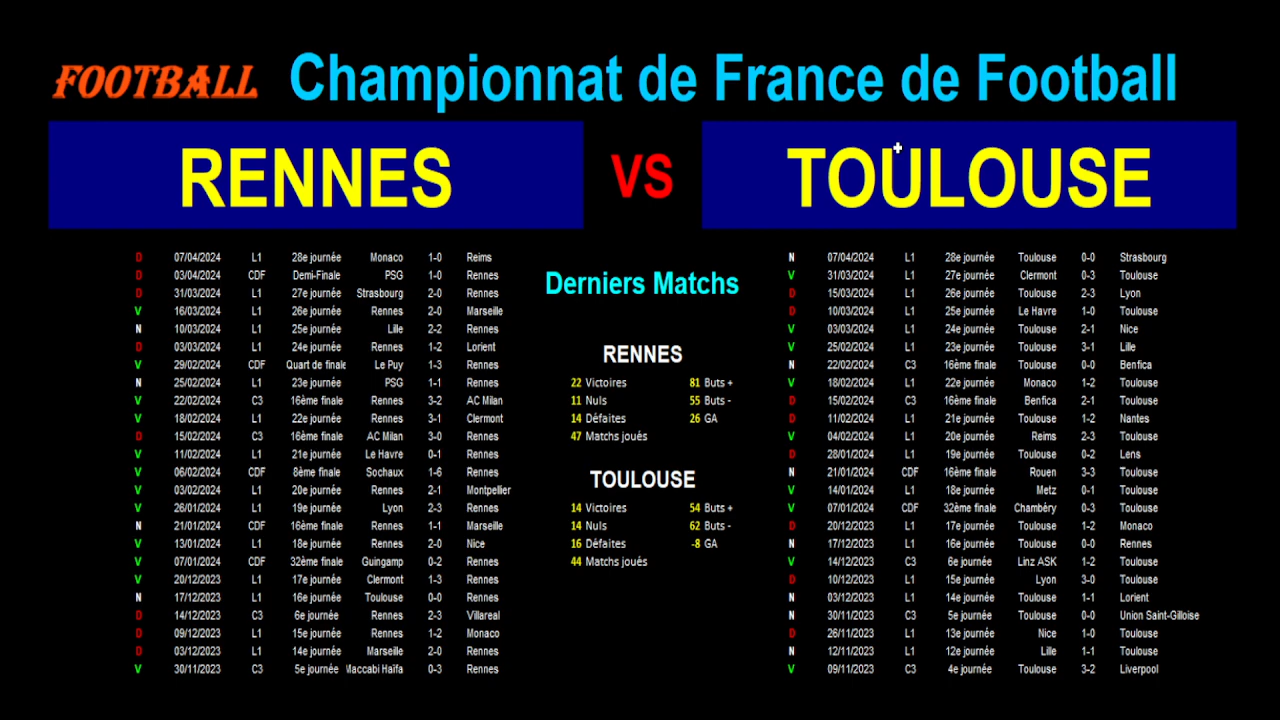 FOOTBALL Championnat de France de Football
RENNES VS TOULOUSE
D 07/04/2024 L1 28e journée Monaco 1-0 Reims
D 03/04/2024 CDF Demi-Finale PSG 1-0 Rennes
D 31/03/2024 L1 27e journée Strasbourg 2-0 Rennes
V 16/03/2024 L1 26e journée Rennes 2-0 Marseille
N 10/03/2024 L1 25e journée Lille 2-2 Rennes
D 03/03/2024 L1 24e journée Rennes 1-2 Lorient
V 29/02/2024 CDF Quart de finale Le Puy 1-3 Rennes
N 25/02/2024 L1 23e journée PSG 1-1 Rennes
V 22/02/2024 C3 16ème finale Rennes 3-2 AC Milan
V 18/02/2024 L1 22e journée Rennes 3-1 Clermont
D 15/02/2024 C3 16ème finale AC Milan 3-0 Rennes
V 11/02/2024 L1 21e journée Le Havre 0-1 Rennes
V 06/02/2024 CDF 8ème finale Sochaux 1-6 Rennes
V 03/02/2024 L1 20e journée Rennes 2-1 Montpellier
V 26/01/2024 L1 19e journée Lyon 2-3 Rennes
N 21/01/2024 CDF 16ème finale Rennes 1-1 Marseille
V 13/01/2024 L1 18e journée Rennes 2-0 Nice
V 07/01/2024 CDF 32ème finale Guingamp 0-2 Rennes
V 20/12/2023 L1 17e journée Clermont 1-3 Rennes
N 17/12/2023 L1 16e journée Toulouse 0-0 Rennes
D 14/12/2023 C3 6e journée Rennes 2-3 Villareal
D 09/12/2023 L1 15e journée Rennes 1-2 Monaco
D 03/12/2023 L1 14e journée Marseille 2-0 Rennes
V 30/11/2023 C3 5e journée Maccabi Haïfa 0-3 Rennes
Derniers Matchs
RENNES
22 Victoires 81 Buts +
11 Nuls 55 Buts -
14 Défaites 26 GA
47 Matchs joués
TOULOUSE
14 Victoires 54 Buts +
14 Nuls 62 Buts -
16 Défaites -8 GA
44 Matchs joués
N 07/04/2024 L1 28e journée Toulouse 0-0 Strasbourg
V 31/03/2024 L1 27e journée Clermont 0-3 Toulouse
D 15/03/2024 L1 26e journée Toulouse 2-3 Lyon
D 10/03/2024 L1 25e journée Le Havre 1-0 Toulouse
V 03/03/2024 L1 24e journée Toulouse 2-1 Nice
V 25/02/2024 L1 23e journée Toulouse 3-1 Lille
N 22/02/2024 C3 16ème finale Toulouse 0-0 Benfica
V 18/02/2024 L1 22e journée Monaco 1-2 Toulouse
D 15/02/2024 C3 16ème finale Benfica 2-1 Toulouse
D 11/02/2024 L1 21e journée Toulouse 1-2 Nantes
V 04/02/2024 L1 20e journée Reims 2-3 Toulouse
D 28/01/2024 L1 19e journée Toulouse 0-2 Lens
N 21/01/2024 CDF 16ème finale Rouen 3-3 Toulouse
V 14/01/2024 L1 18e journée Metz 0-1 Toulouse
V 07/01/2024 CDF 32ème finale Chambéry 0-3 Toulouse
D 20/12/2023 L1 17e journée Toulouse 1-2 Monaco
N 17/12/2023 L1 16e journée Toulouse 0-0 Rennes
V 14/12/2023 C3 6e journée Linz ASK 1-2 Toulouse
D 10/12/2023 L1 15e journée Lyon 3-0 Toulouse
N 03/12/2023 L1 14e journée Toulouse 1-1 Lorient
N 30/11/2023 C3 5e journée Toulouse 0-0 Union Saint-Gilloise
D 26/11/2023 L1 13e journée Nice 1-0 Toulouse
N 12/11/2023 L1 12e journée Lille 1-1 Toulouse
V 09/11/2023 C3 4e journée Toulouse 3-2 Liverpool